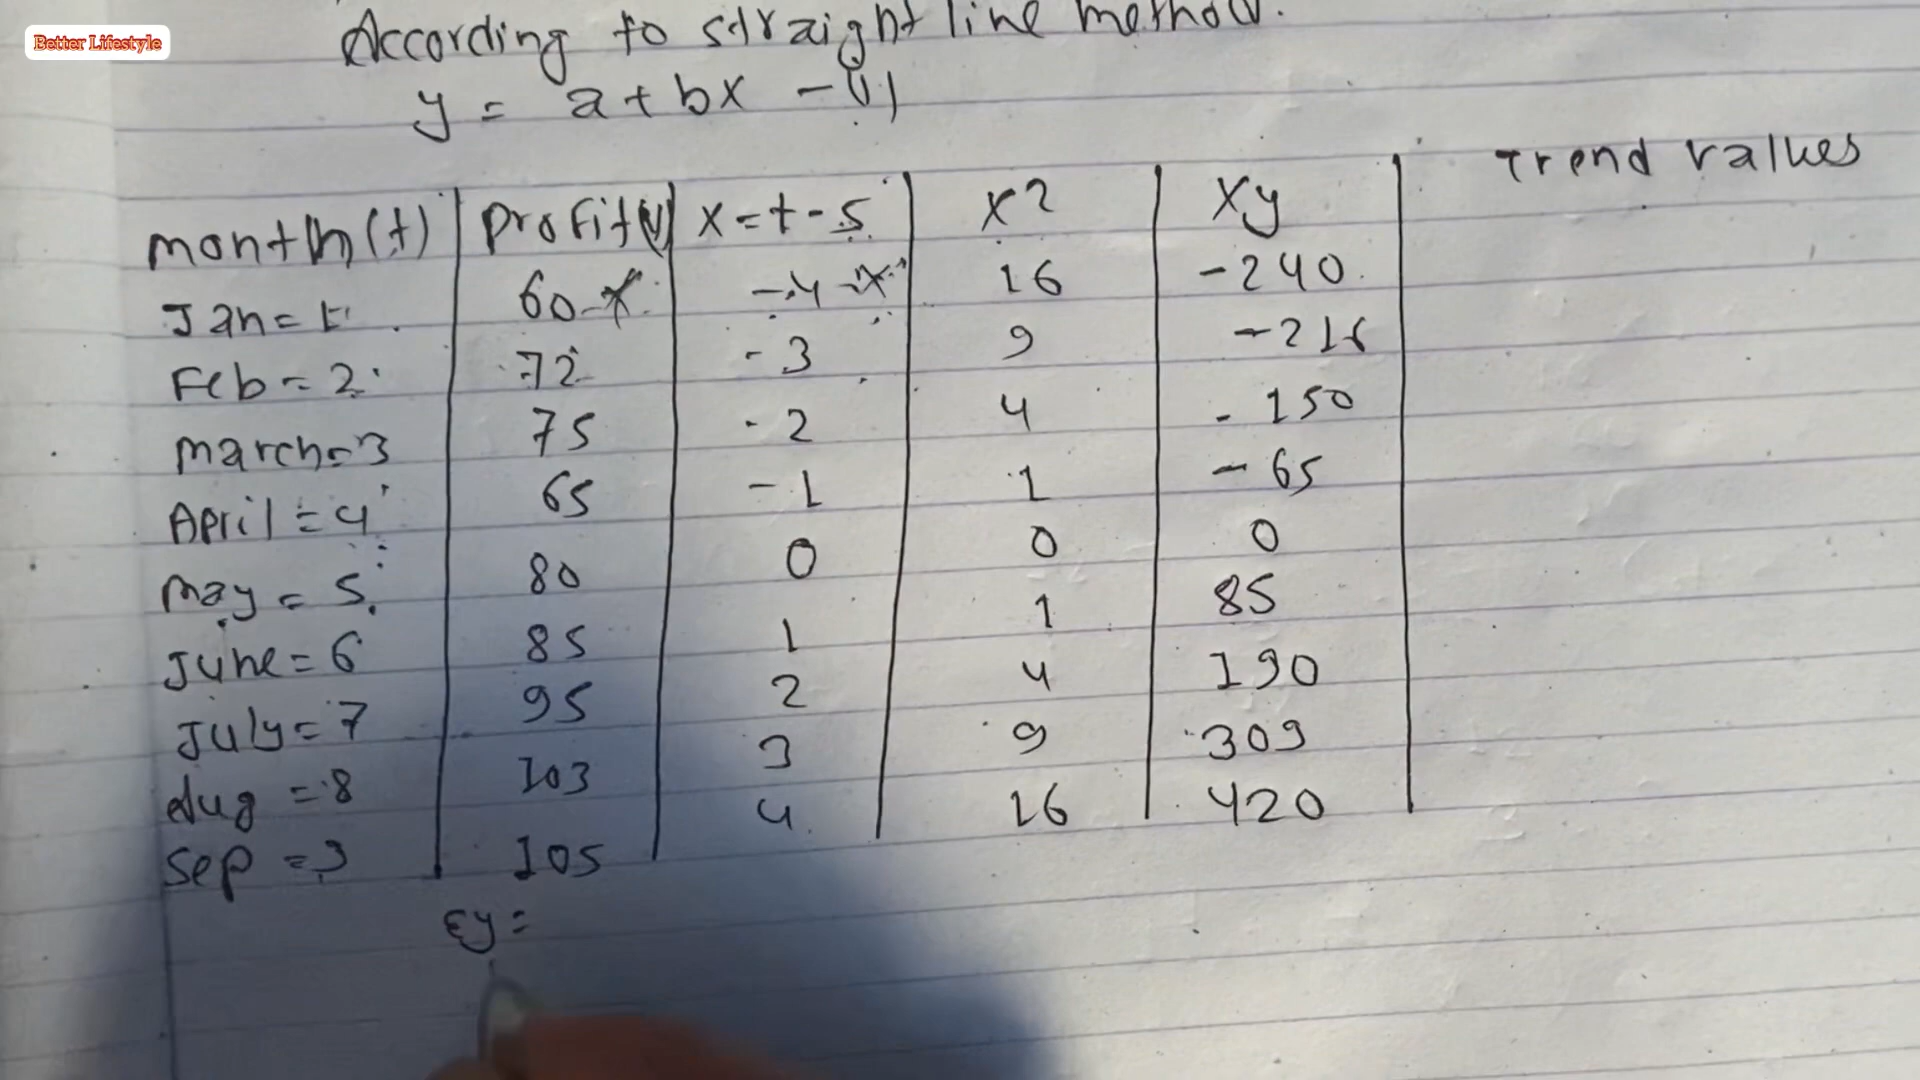 Better Lifestyle
According to straight line method.
y = a + bx - (1)
month(t) Profit(y) x=t-5 x2 xy Trend values
Jan=1 60 -4 16 -240
Feb=2 72 -3 9 -216
march=3 75 -2 4 -150
April=4 65 -1 1 -65
may=5 80 0 0 0
June=6 85 1 1 85
July=7 95 2 4 190
Aug=8 103 3 9 309
Sep=9 105 4 16 420
Σy=